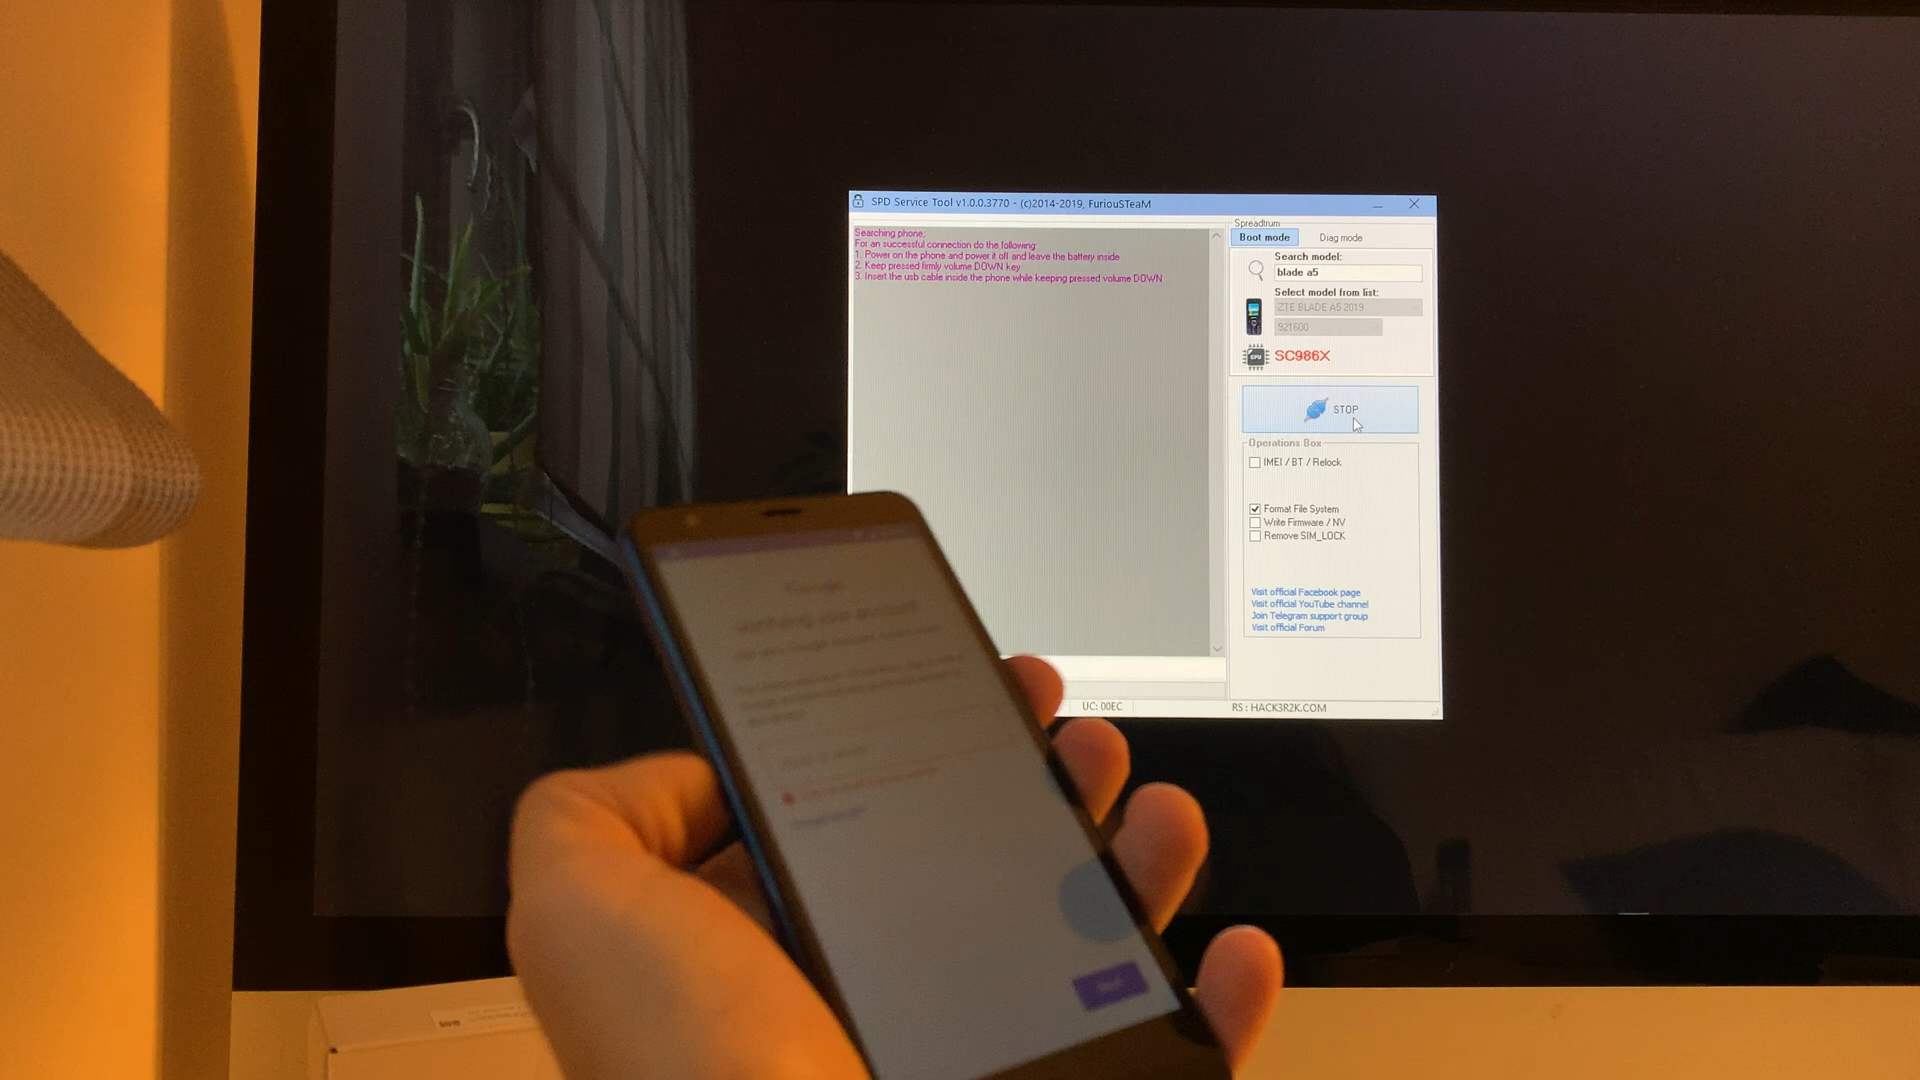 SPD Service Tool v1.0.0.3770 - (c)2014-2019, FuriouSTeaM
Searching phone:
For an successful connection do the following
1. Power on the phone and power it off and leave the battery inside
2. Keep pressed firmly volume DOWN key
3. Insert the usb cable inside the phone while keeping pressed volume DOWN
Spreadtrum
Boot mode Diag mode
Search model:
blade a5
Select model from list:
ZTE BLADE A5 2019
921600
CPU SC986X
STOP
Operations Box
IMEI / BT / Relock
Format File System
Write Firmware / NV
Remove SIM_LOCK
Visit official Facebook page
Visit official YouTube channel
Join Telegram support group
Visit official Forum
UC: 00EC
RS : HACK3R2K.COM
Google